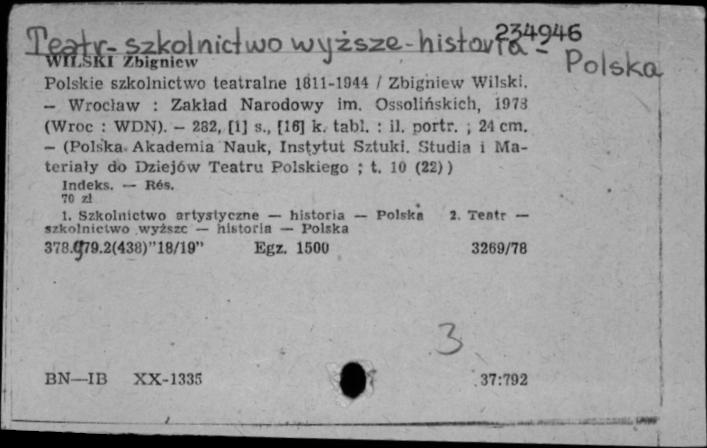 234946
Teatr - szkolnictwo wyższe - historia -
Polska
WILSKI Zbigniew
Polskie szkolnictwo teatralne 1811-1944 / Zbigniew Wilski.
— Wrocław : Zakład Narodowy im. Ossolińskich, 1978
(Wroc : WDN). — 282, [1] s., [16] k. tabl. : il. portr. ; 24 cm.
— (Polska Akademia Nauk, Instytut Sztuki. Studia i Ma-
teriały do Dziejów Teatru Polskiego ; t. 10 (22))
Indeks. — Rés.
70 zł
1. Szkolnictwo artystyczne — historia — Polska 2. Teatr —
szkolnictwo wyższe — historia — Polska
378.979.2(438)"18/19" Egz. 1500 3269/78
3
BN—IB XX-1335 37:792